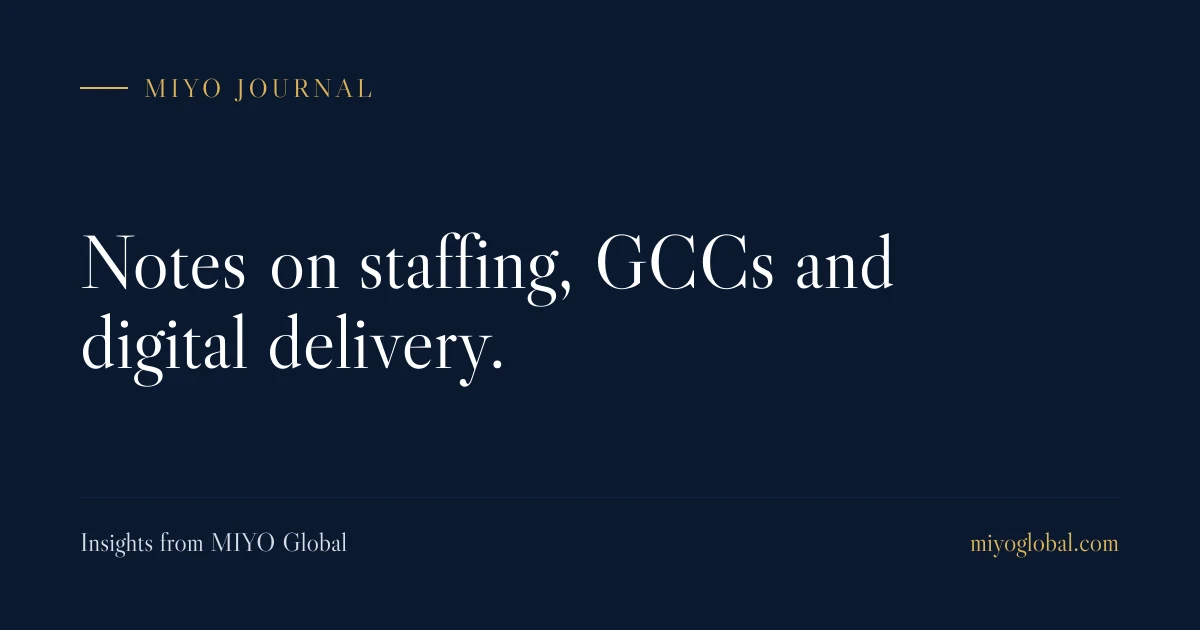 MIYO JOURNAL
Notes on staffing, GCCs and
digital delivery.
Insights from MIYO Global
miyoglobal.com